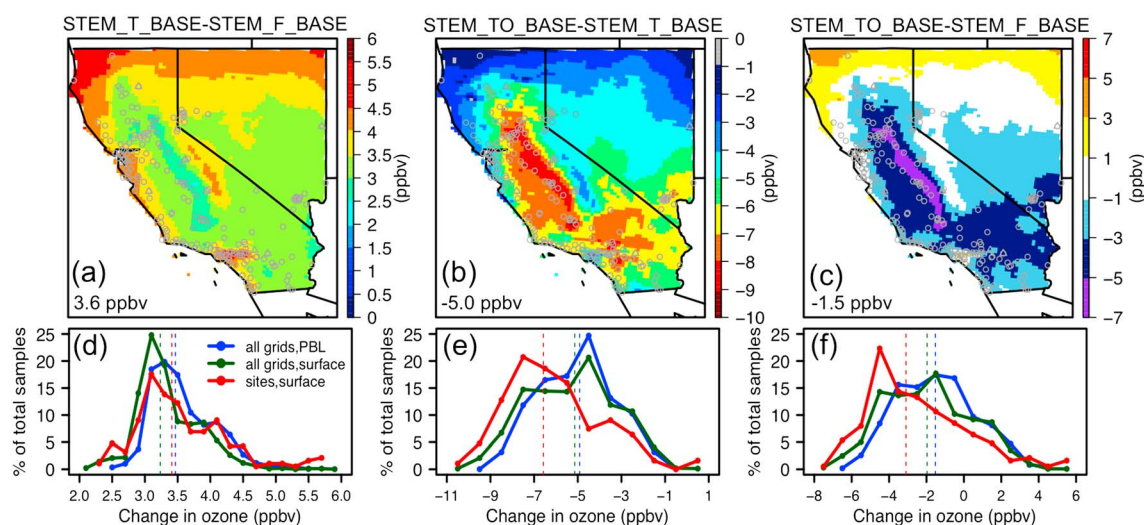 STEM_T_BASE-STEM_F_BASE
STEM_TO_BASE-STEM_T_BASE
STEM_TO_BASE-STEM_F_BASE
(a)
3.6 ppbv
6
5.5
5
4.5
4
3.5
3
2.5
2
1.5
1
0.5
0
(ppbv)
(b)
-5.0 ppbv
0
-1
-2
-3
-4
-5
-6
-7
-8
-9
-10
(ppbv)
(c)
-1.5 ppbv
7
5
3
1
-1
-3
-5
-7
(ppbv)
% of total samples
25
20
15
10
5
0
(d)
all grids,PBL
all grids,surface
sites,surface
2.0 2.5 3.0 3.5 4.0 4.5 5.0 5.5 6.0
Change in ozone (ppbv)
% of total samples
25
20
15
10
5
0
(e)
-11 -9 -7 -5 -3 -1 1
Change in ozone (ppbv)
% of total samples
25
20
15
10
5
0
(f)
-8 -6 -4 -2 0 2 4 6
Change in ozone (ppbv)